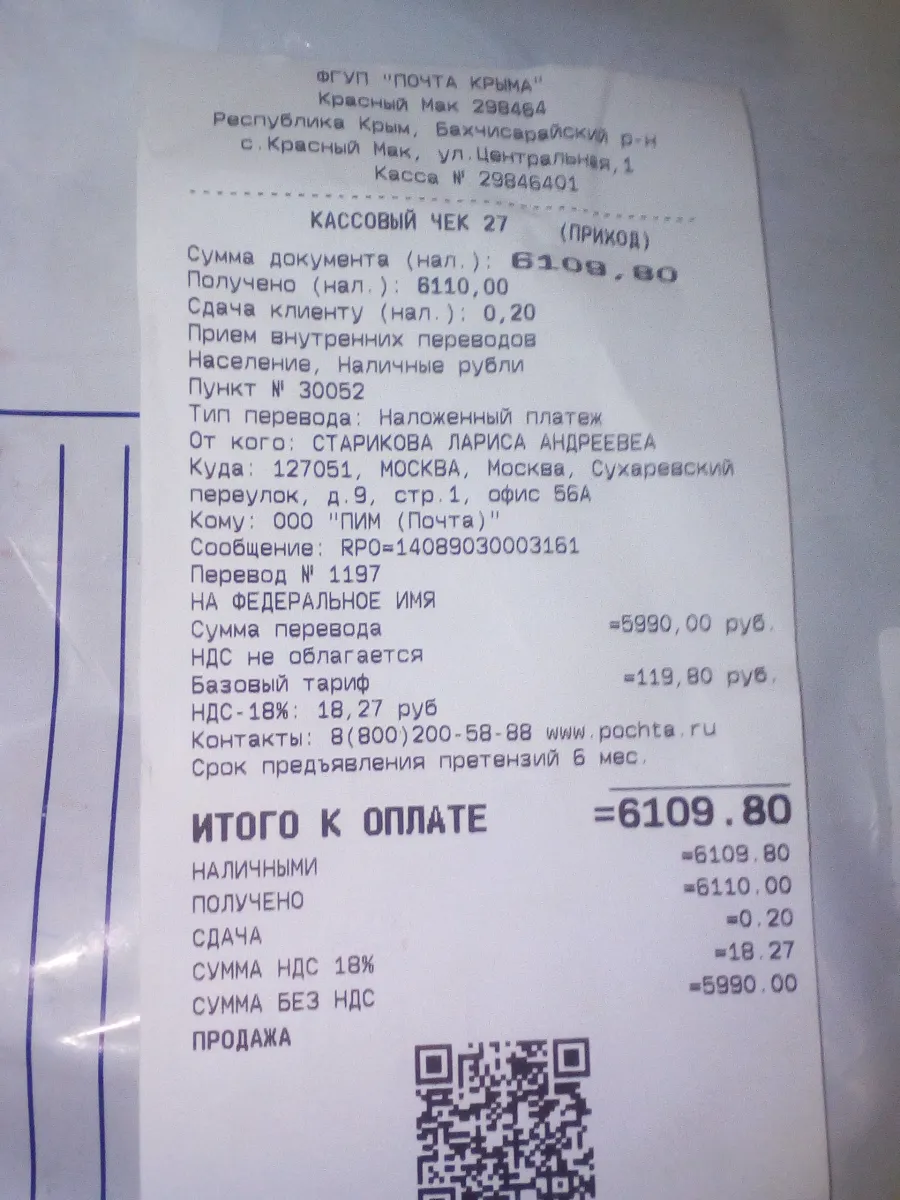 ФГУП "ПОЧТА КРЫМА"
Красный Мак 298464
Республика Крым, Бахчисарайский р-н
с.Красный Мак, ул.Центральная,1
Касса № 29846401
КАССОВЫЙ ЧЕК 27 (ПРИХОД)
Сумма документа (нал.): 6109.80
Получено (нал.): 6110,00
Сдача клиенту (нал.): 0,20
Прием внутренних переводов
Население, Наличные рубли
Пункт № 30052
Тип перевода: Наложенный платеж
От кого: СТАРИКОВА ЛАРИСА АНДРЕЕВЕА
Куда: 127051, МОСКВА, Москва, Сухаревский
переулок, д.9, стр.1, офис 56А
Кому: ООО "ПИМ (Почта)"
Сообщение: RPO=14089030003161
Перевод № 1197
НА ФЕДЕРАЛЬНОЕ ИМЯ
Сумма перевода =5990,00 руб.
НДС не облагается
Базовый тариф =119,80 руб.
НДС-18%: 18,27 руб
Контакты: 8(800)200-58-88 www.pochta.ru
Срок предъявления претензий 6 мес.
ИТОГО К ОПЛАТЕ =6109.80
НАЛИЧНЫМИ =6109.80
ПОЛУЧЕНО =6110.00
СДАЧА =0.20
СУММА НДС 18% =18.27
СУММА БЕЗ НДС =5990.00
ПРОДАЖА